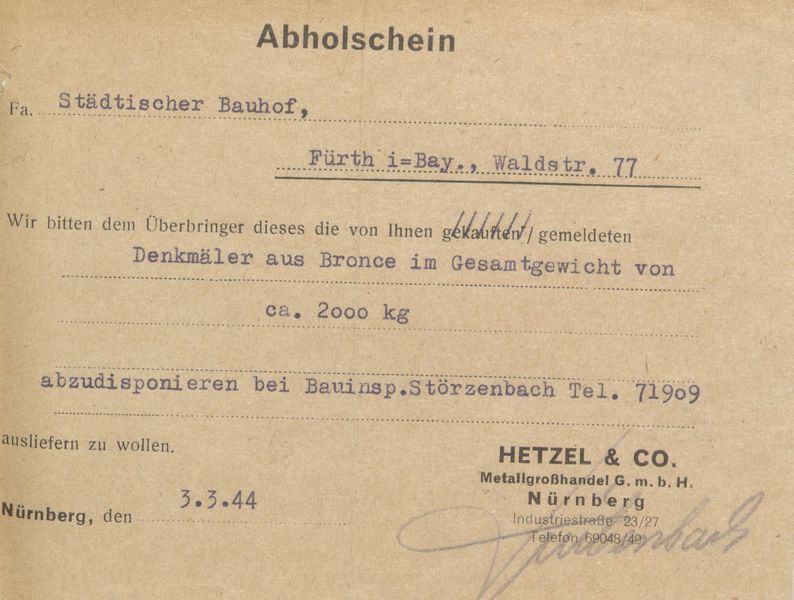 Abholschein
Fa. Städtischer Bauhof,
Fürth i=Bay., Waldstr. 77
Wir bitten dem Überbringer dieses die von Ihnen gekauften / gemeldeten
Denkmäler aus Bronce im Gesamtgewicht von
ca. 2000 kg
abzudisponieren bei Bauinsp.Störzenbach Tel. 71909
ausliefern zu wollen.
HETZEL & CO.
Metallgroßhandel G.m.b.H.
Nürnberg
Industriestraße 23/27
Telefon 69048/49
Nürnberg, den 3.3.44